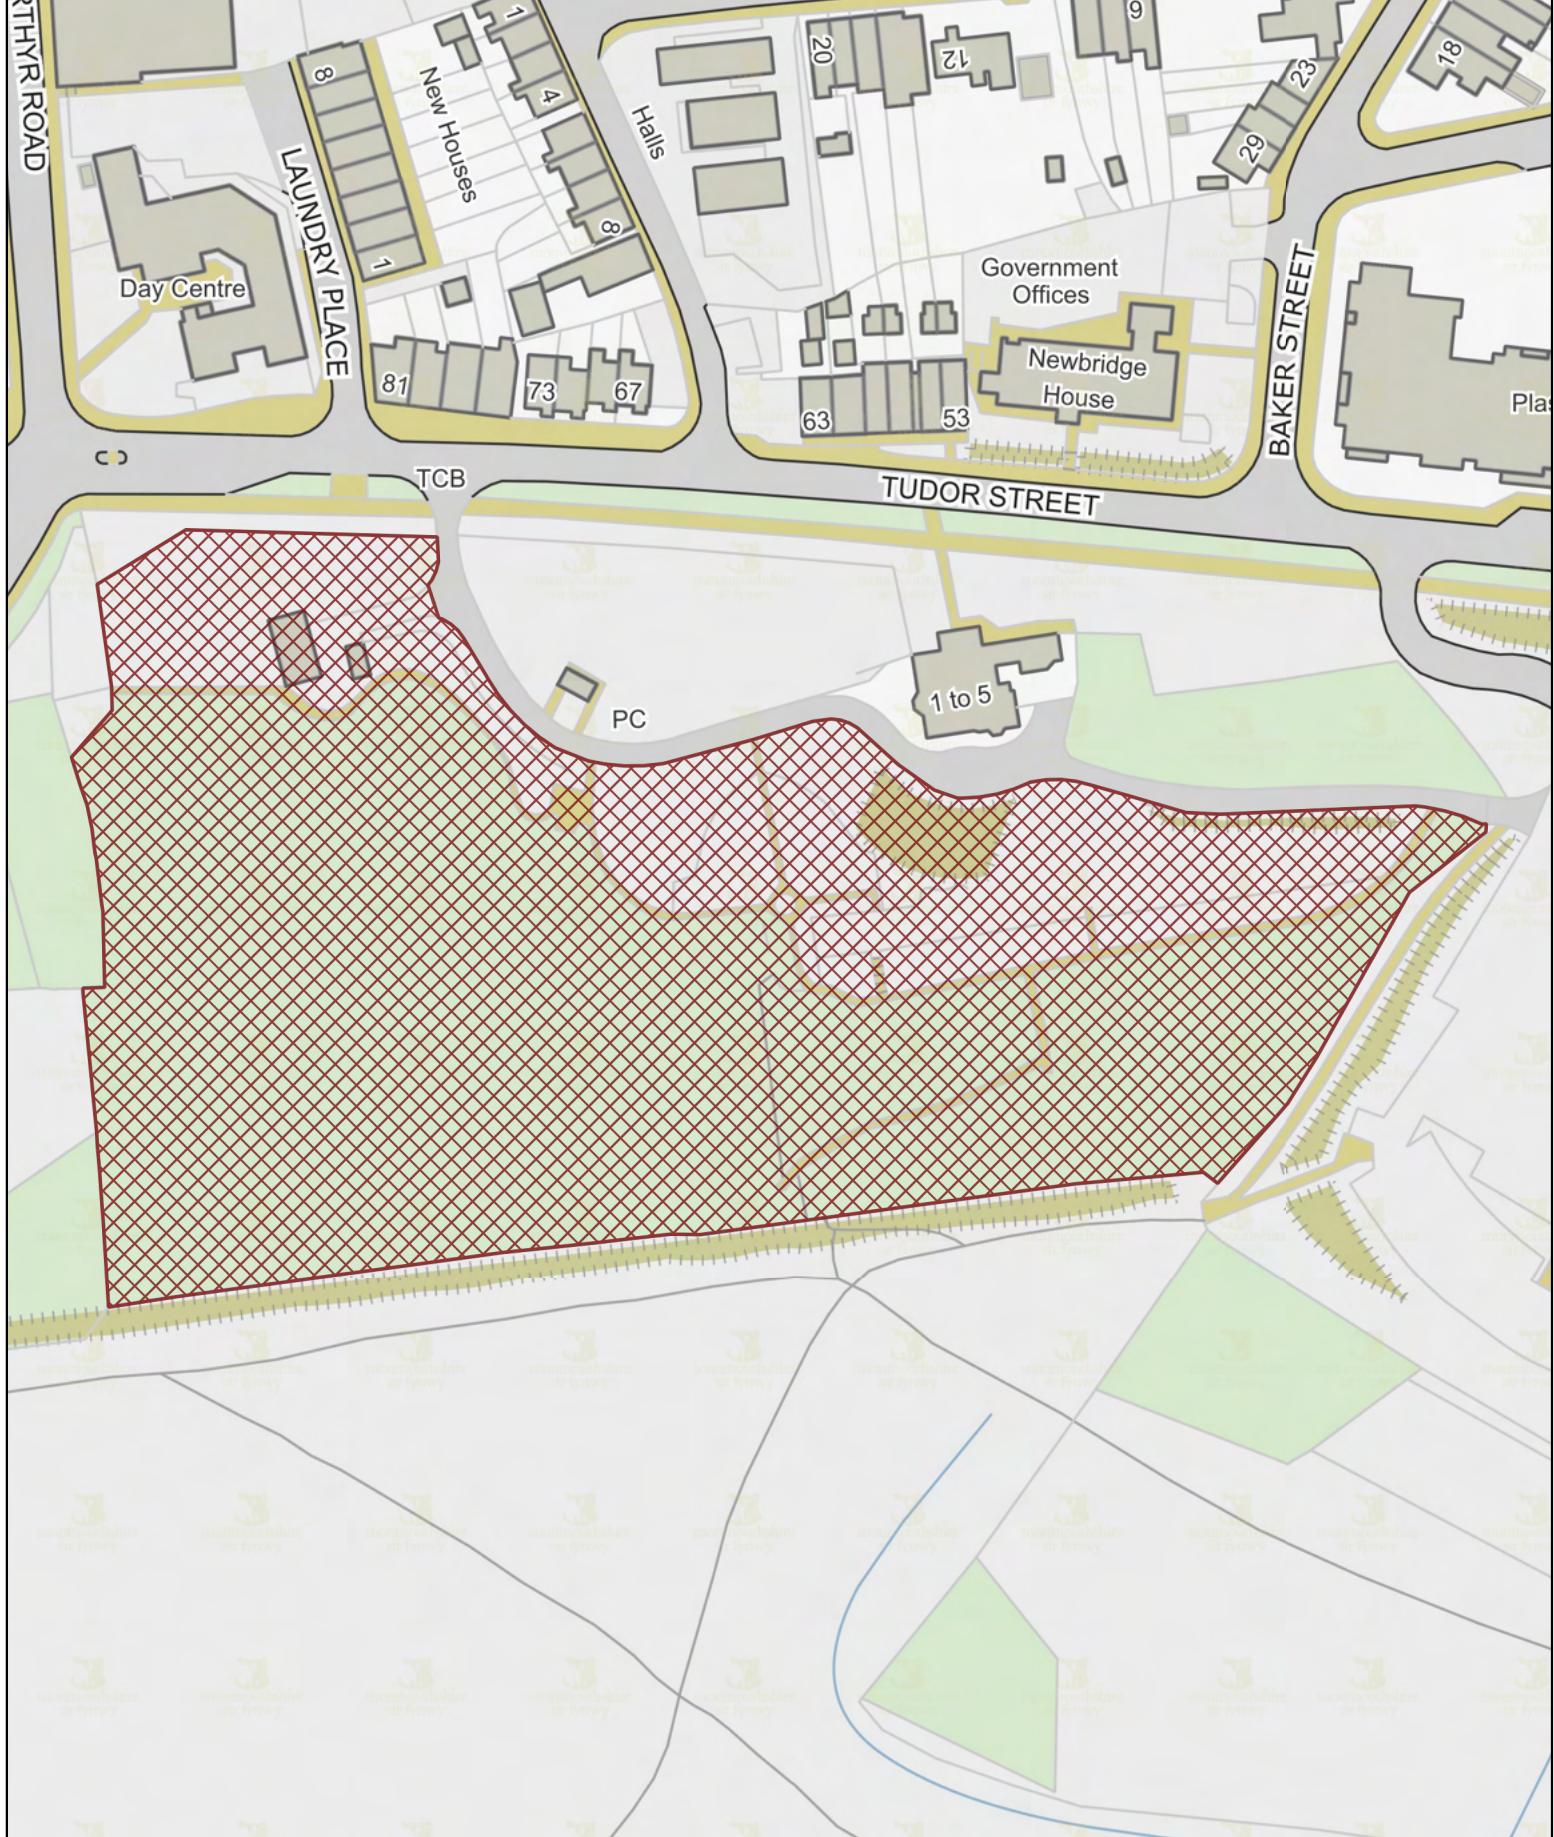 RTHYR ROAD
8
New Houses
1
4
Halls
20
12
9
23
18
29
LAUNDRY PLACE
8
1
Day Centre
Government
Offices
BAKER STREET
Newbridge
House
81
73
67
63
53
Plas
TCB
TUDOR STREET
1 to 5
PC